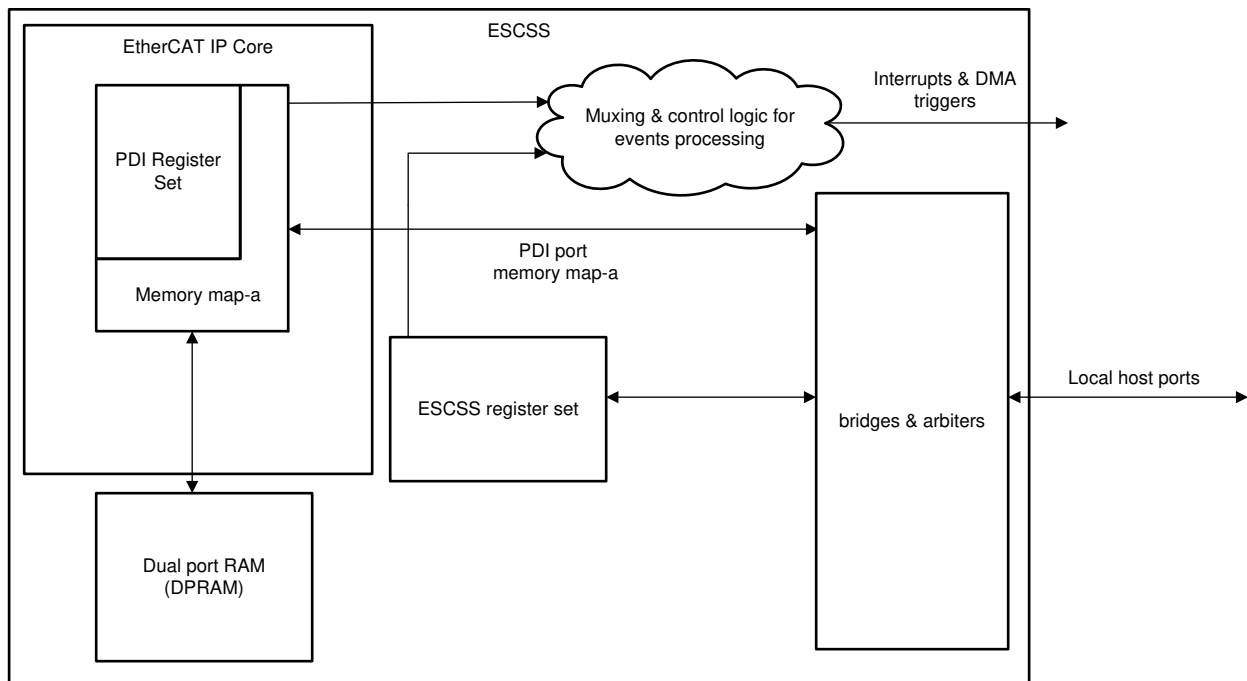 ESCSS
EtherCAT IP Core
PDI Register
Set
Memory map-a
Muxing & control logic for
events processing
Interrupts & DMA
triggers
PDI port
memory map-a
ESCSS register set
bridges & arbiters
Local host ports
Dual port RAM
(DPRAM)